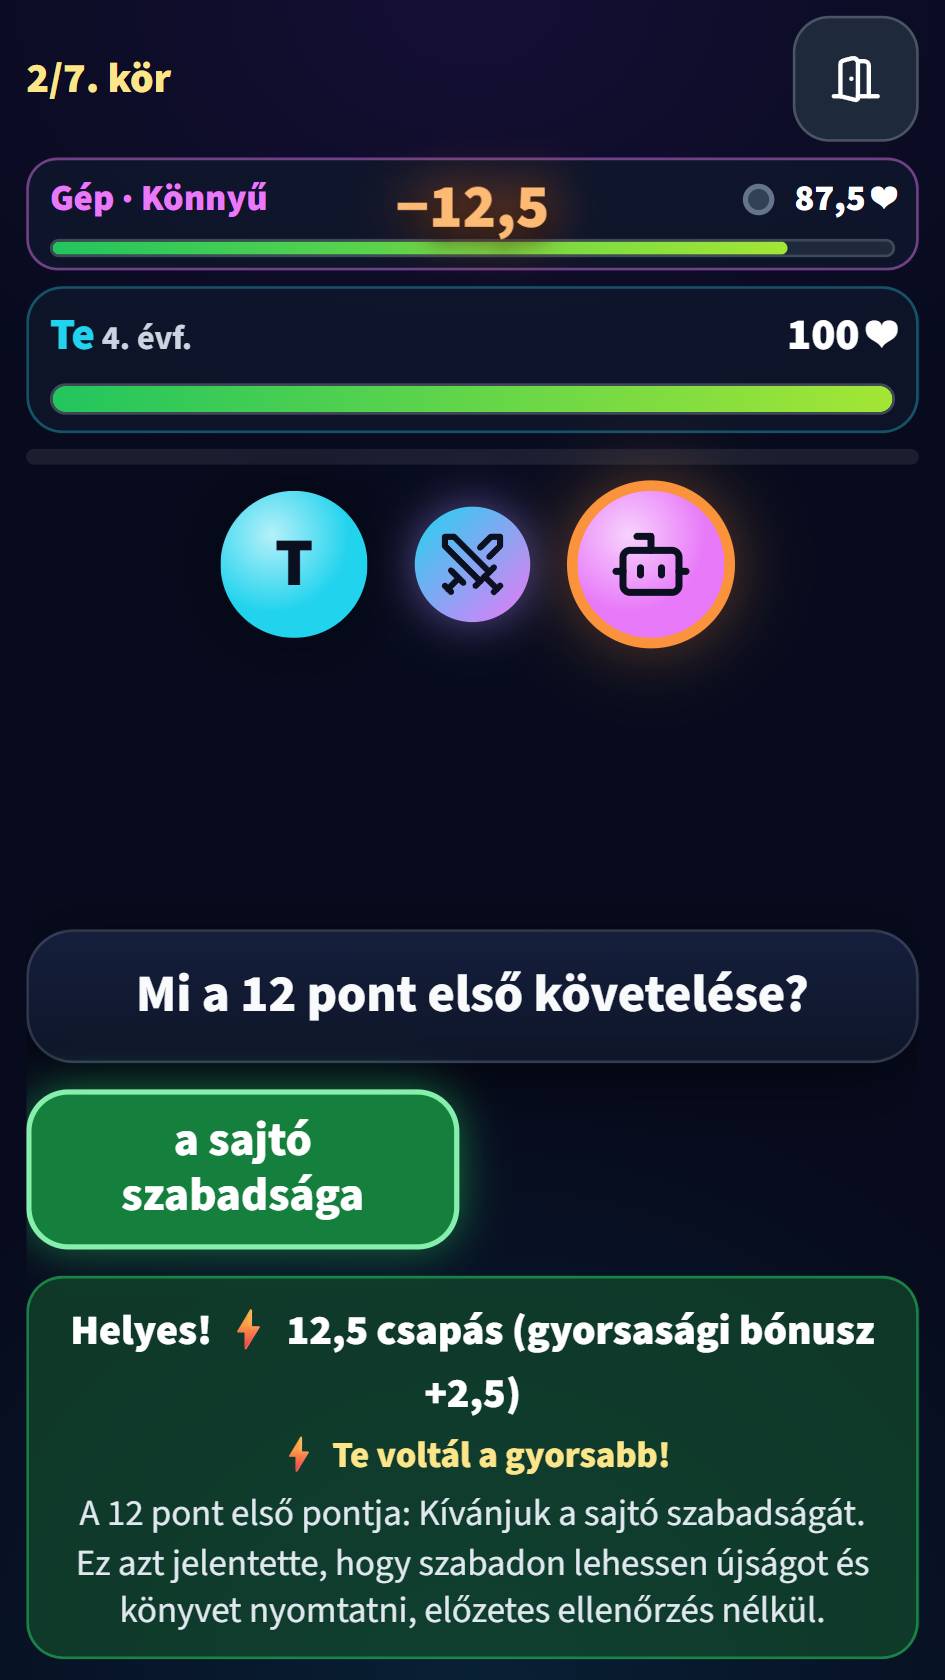 2/7. kör
Gép · Könnyű
−12,5
87,5
Te 4. évf.
100
T
Mi a 12 pont első követelése?
a sajtó
szabadsága
Helyes! 12,5 csapás (gyorsasági bónusz
+2,5)
Te voltál a gyorsabb!
A 12 pont első pontja: Kívánjuk a sajtó szabadságát.
Ez azt jelentette, hogy szabadon lehessen újságot és
könyvet nyomtatni, előzetes ellenőrzés nélkül.